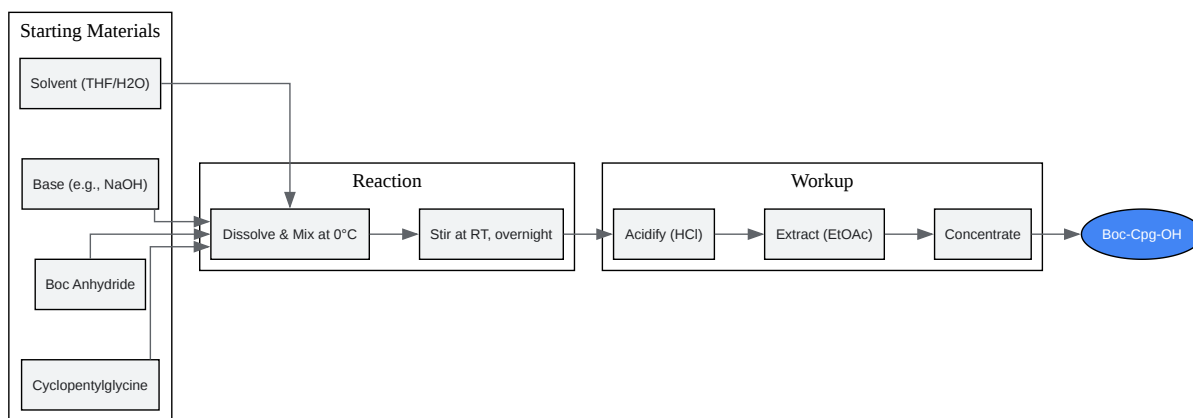 Starting Materials
Solvent (THF/H2O)
Base (e.g., NaOH)
Boc Anhydride
Cyclopentylglycine
Reaction
Dissolve & Mix at 0°C
Stir at RT, overnight
Workup
Acidify (HCl)
Extract (EtOAc)
Concentrate
Boc-Cpg-OH